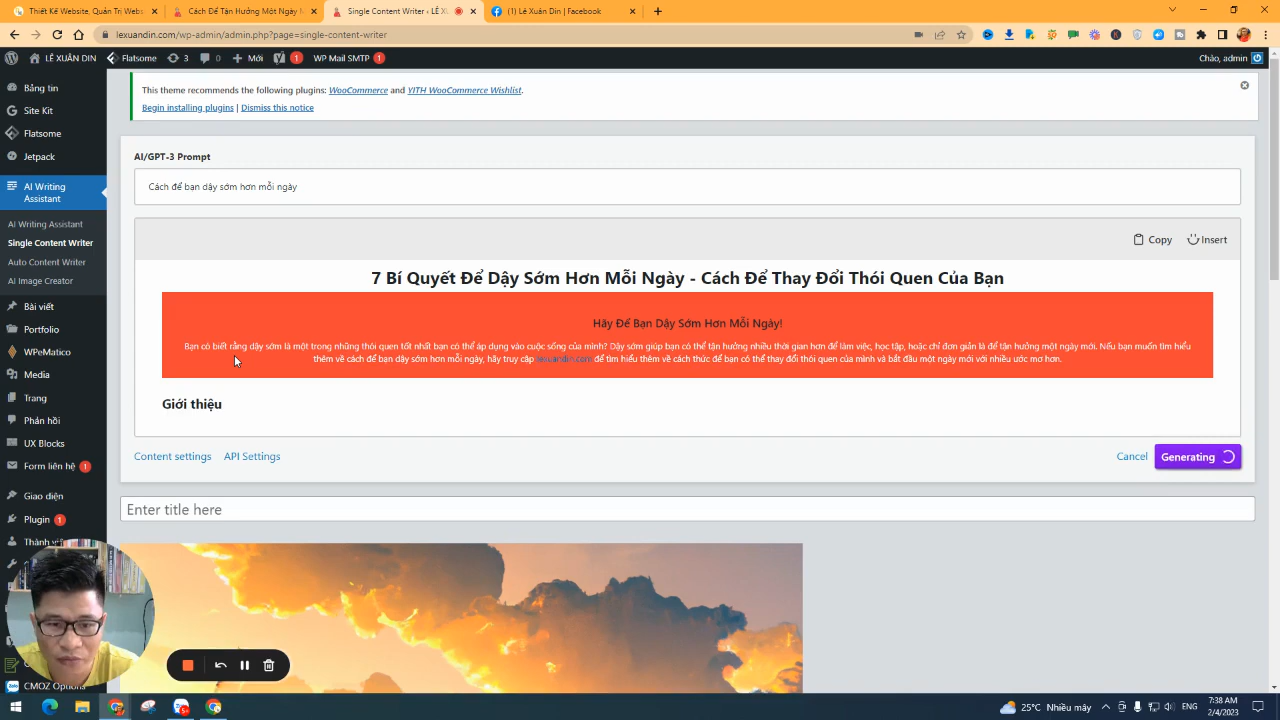 Thiết Kế Website, Quản Trị Web
Cách Để Tận Hưởng Một Ngày M
Single Content Writer ‹ LÊ XU
(1) Lê Xuân Din | Facebook
lexuandin.com/wp-admin/admin.php?page=single-content-writer
LÊ XUÂN DIN
Flatsome
3
0
Mới
1
WP Mail SMTP
1
Chào, admin
This theme recommends the following plugins: WooCommerce and YITH WooCommerce Wishlist.
Begin installing plugins | Dismiss this notice
Bảng tin
Site Kit
Flatsome
Jetpack
AI Writing
Assistant
AI Writing Assistant
Single Content Writer
Auto Content Writer
AI Image Creator
Bài viết
Portfolio
WPeMatico
Media
Trang
Phản hồi
UX Blocks
Form liên hệ 1
Giao diện
Plugin 1
Thành vi
CMOZ Options
AI/GPT-3 Prompt
Cách để bạn dậy sớm hơn mỗi ngày
Copy
Insert
7 Bí Quyết Để Dậy Sớm Hơn Mỗi Ngày - Cách Để Thay Đổi Thói Quen Của Bạn
Hãy Để Bạn Dậy Sớm Hơn Mỗi Ngày!
Bạn có biết rằng dậy sớm là một trong những thói quen tốt nhất bạn có thể áp dụng vào cuộc sống của mình? Dậy sớm giúp bạn có thể tận hưởng nhiều thời gian hơn để làm việc, học tập, hoặc chỉ đơn giản là để tận hưởng một ngày mới. Nếu bạn muốn tìm hiểu
thêm về cách để bạn dậy sớm hơn mỗi ngày, hãy truy cập lexuandin.com để tìm hiểu thêm về cách thức để bạn có thể thay đổi thói quen của mình và bắt đầu một ngày mới với nhiều ước mơ hơn.
Giới thiệu
Content settings
API Settings
Cancel
Generating
Enter title here
Zalo
25°C Nhiều mây
ENG
7:38 AM
2/4/2023